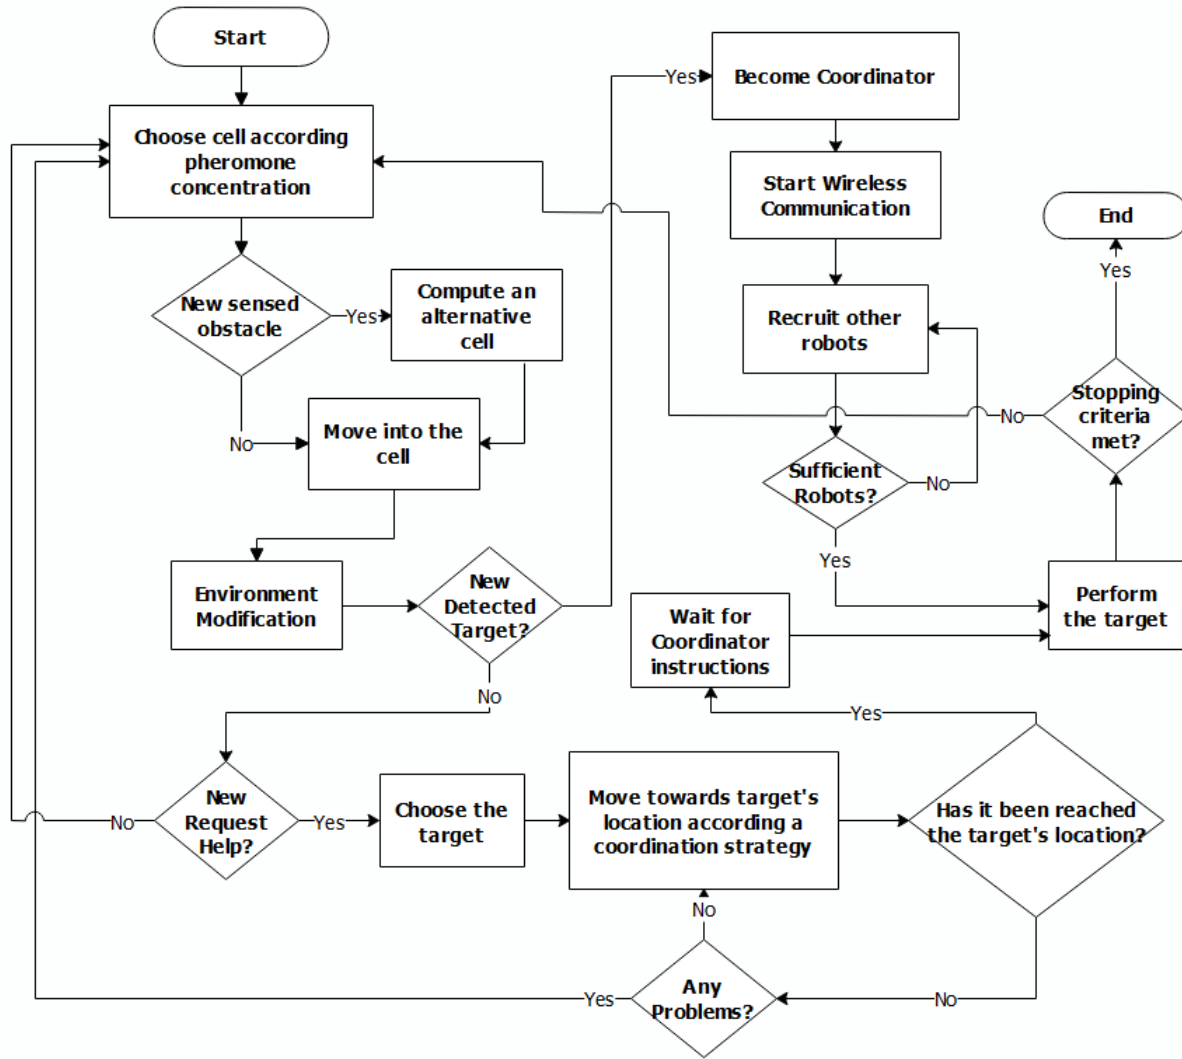 Start
Choose cell according
pheromone
concentration
New sensed
obstacle
Yes
Compute an
alternative
cell
No
Move into the
cell
Environment
Modification
New
Detected
Target?
Yes
Become Coordinator
Start Wireless
Communication
Recruit other
robots
Sufficient
Robots?
No
Yes
End
Yes
Stopping
criteria
met?
No
Perform
the target
Wait for
Coordinator
instructions
Yes
No
New
Request
Help?
No
Yes
Choose the
target
Move towards target's
location according a
coordination strategy
Has it been reached
the target's location?
No
Any
Problems?
No
Yes